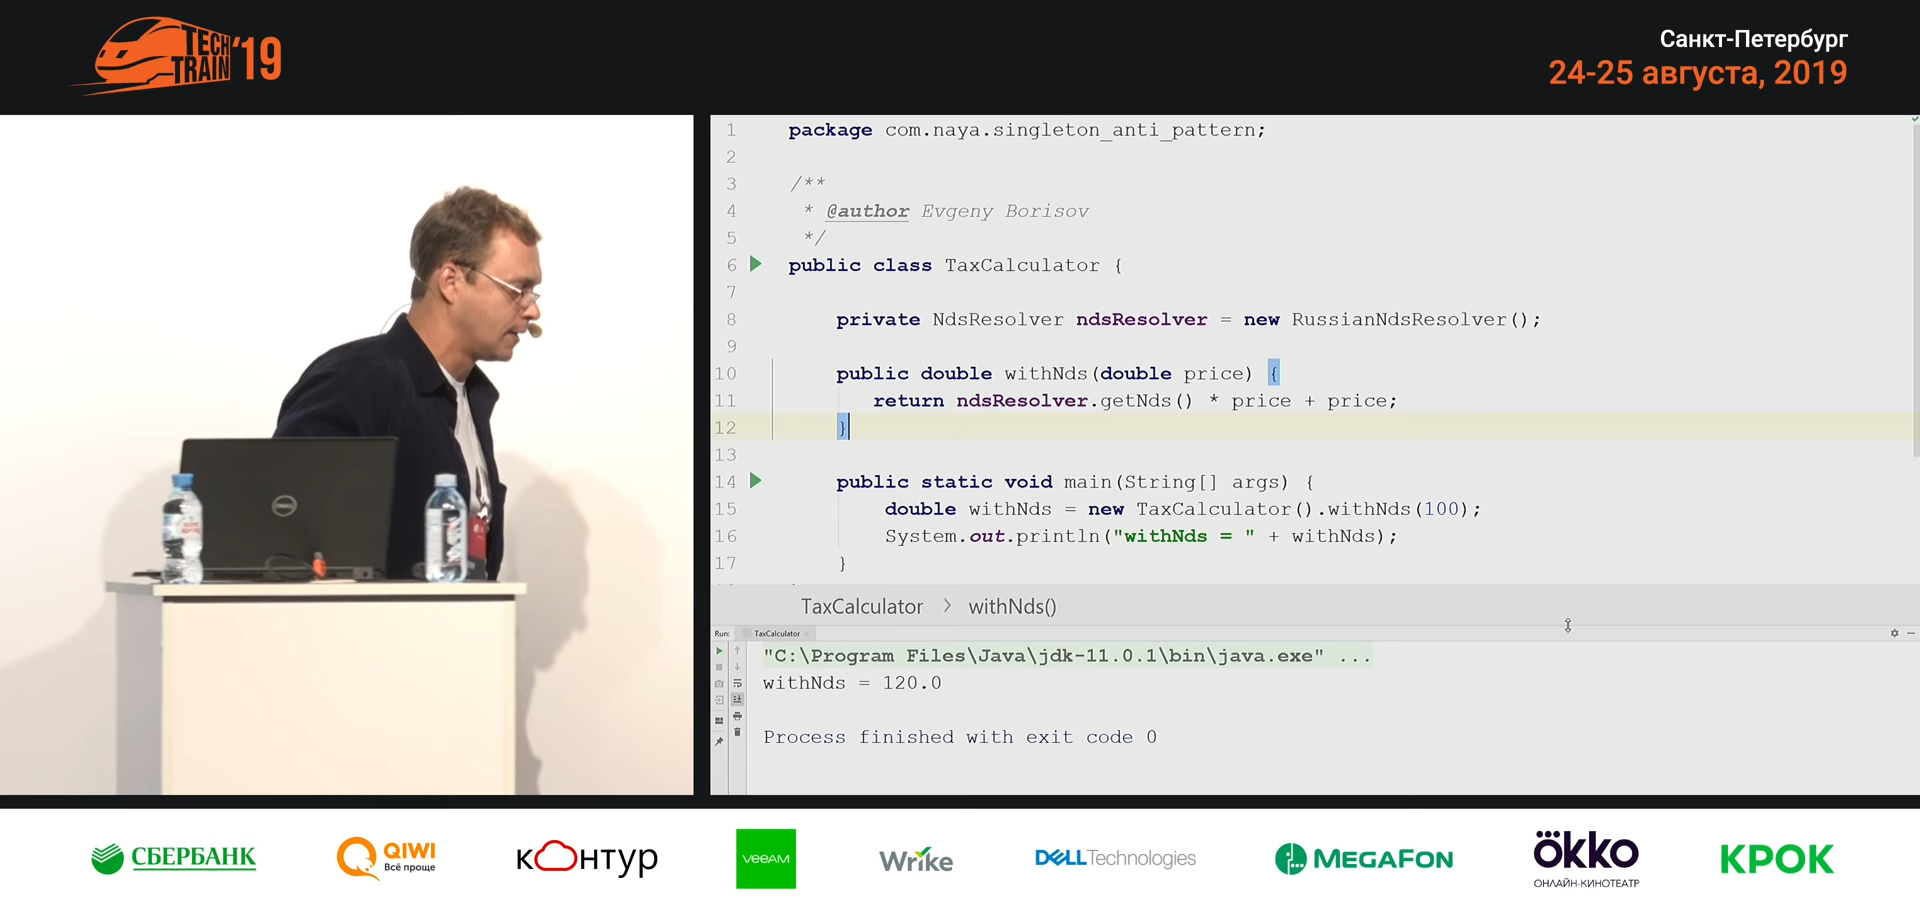 TECH
TRAIN'19
Санкт-Петербург
24-25 августа, 2019
1 package com.naya.singleton_anti_pattern;
2
3 /**
4 * @author Evgeny Borisov
5 */
6 public class TaxCalculator {
7
8 private NdsResolver ndsResolver = new RussianNdsResolver();
9
10 public double withNds(double price) {
11 return ndsResolver.getNds() * price + price;
12 }
13
14 public static void main(String[] args) {
15 double withNds = new TaxCalculator().withNds(100);
16 System.out.println("withNds = " + withNds);
17 }
TaxCalculator > withNds()
Run: TaxCalculator
"C:\Program Files\Java\jdk-11.0.1\bin\java.exe" ...
withNds = 120.0
Process finished with exit code 0
DELL
СБЕРБАНК
QIWI
Всё проще
контур
veeAM
Wrike
DELLTechnologies
MEGAFON
ökko
ОНЛАЙН-КИНОТЕАТР
КРОК